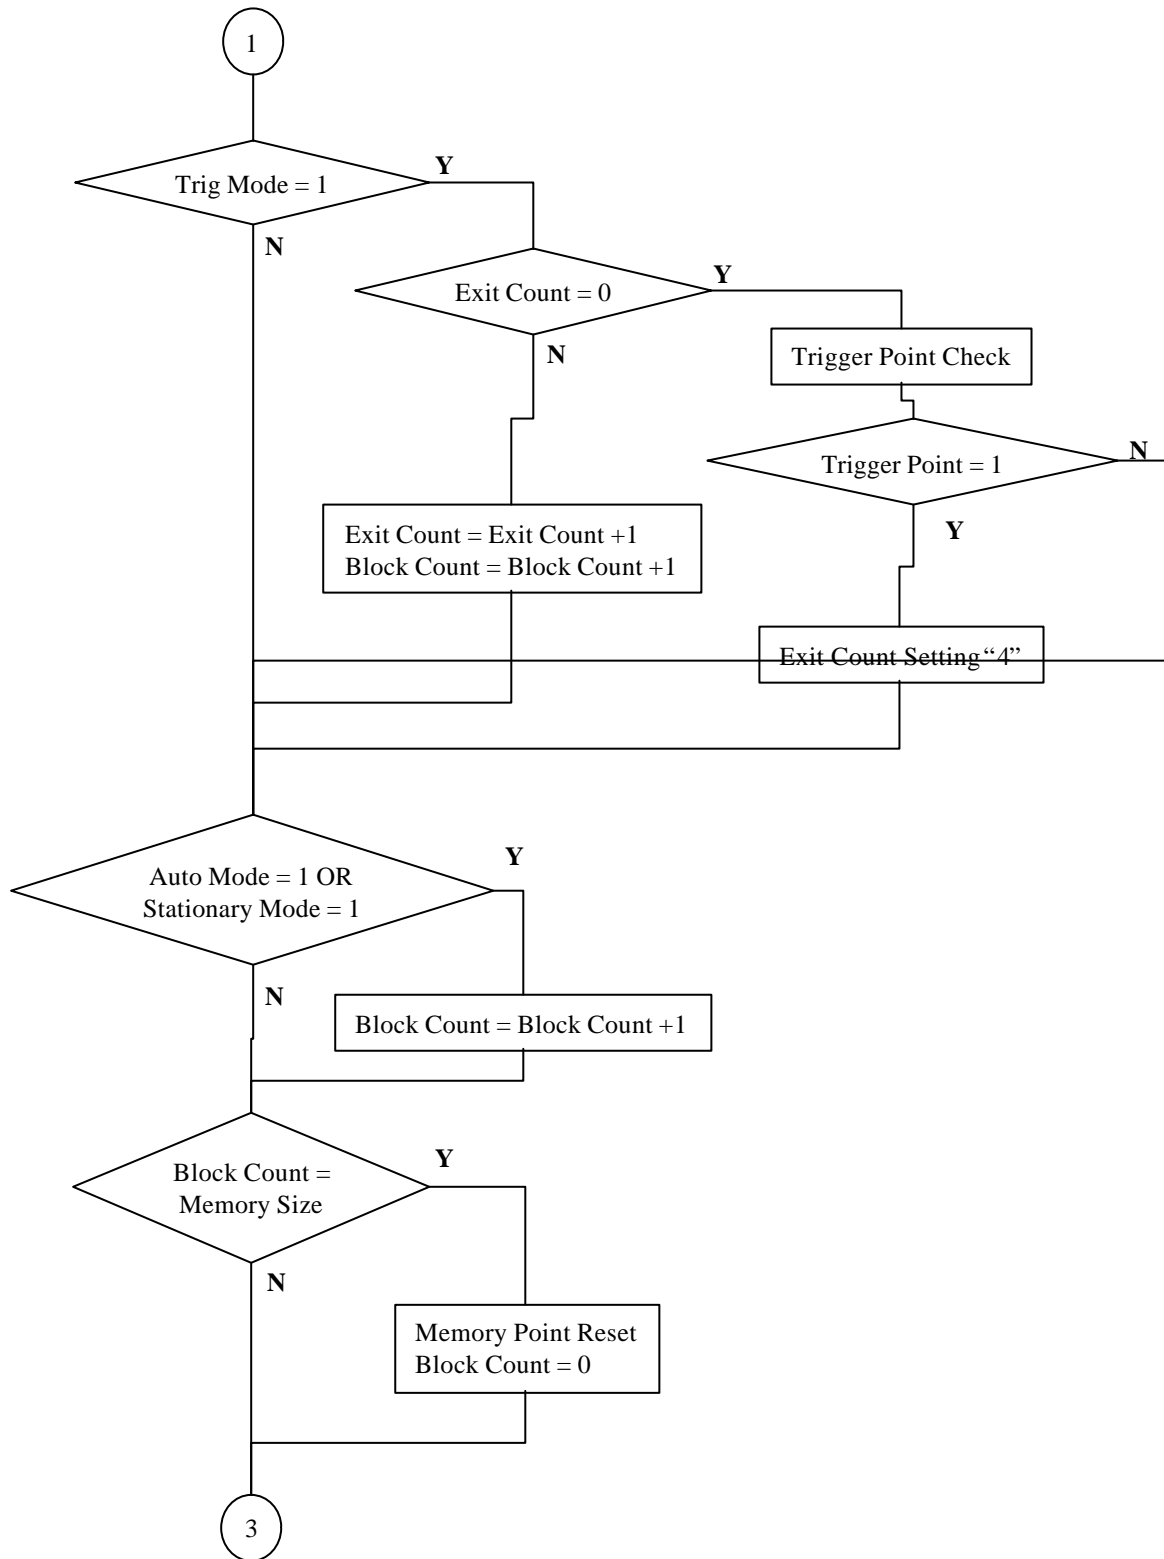 1
Trig Mode = 1
Y
N
Exit Count = 0
Y
N
Trigger Point Check
Trigger Point = 1
N
Y
Exit Count = Exit Count +1
Block Count = Block Count +1
Exit Count Setting “4”
Auto Mode = 1 OR
Stationary Mode = 1
Y
N
Block Count = Block Count +1
Block Count =
Memory Size
Y
N
Memory Point Reset
Block Count = 0
3